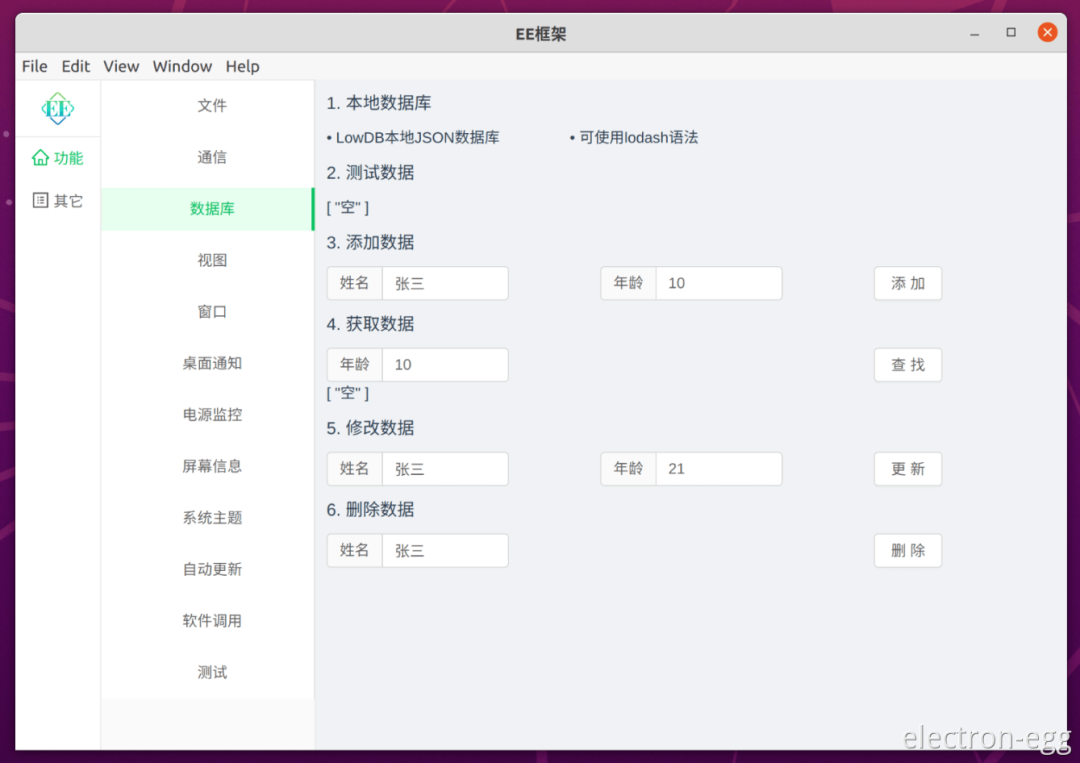 EE框架
File Edit View Window Help
EE
功能
其它
文件
通信
数据库
视图
窗口
桌面通知
电源监控
屏幕信息
系统主题
自动更新
软件调用
测试
1. 本地数据库
• LowDB本地JSON数据库 • 可使用lodash语法
2. 测试数据
[ "空" ]
3. 添加数据
姓名 张三 年龄 10 添 加
4. 获取数据
年龄 10 查 找
[ "空" ]
5. 修改数据
姓名 张三 年龄 21 更 新
6. 删除数据
姓名 张三 删 除
electron-egg